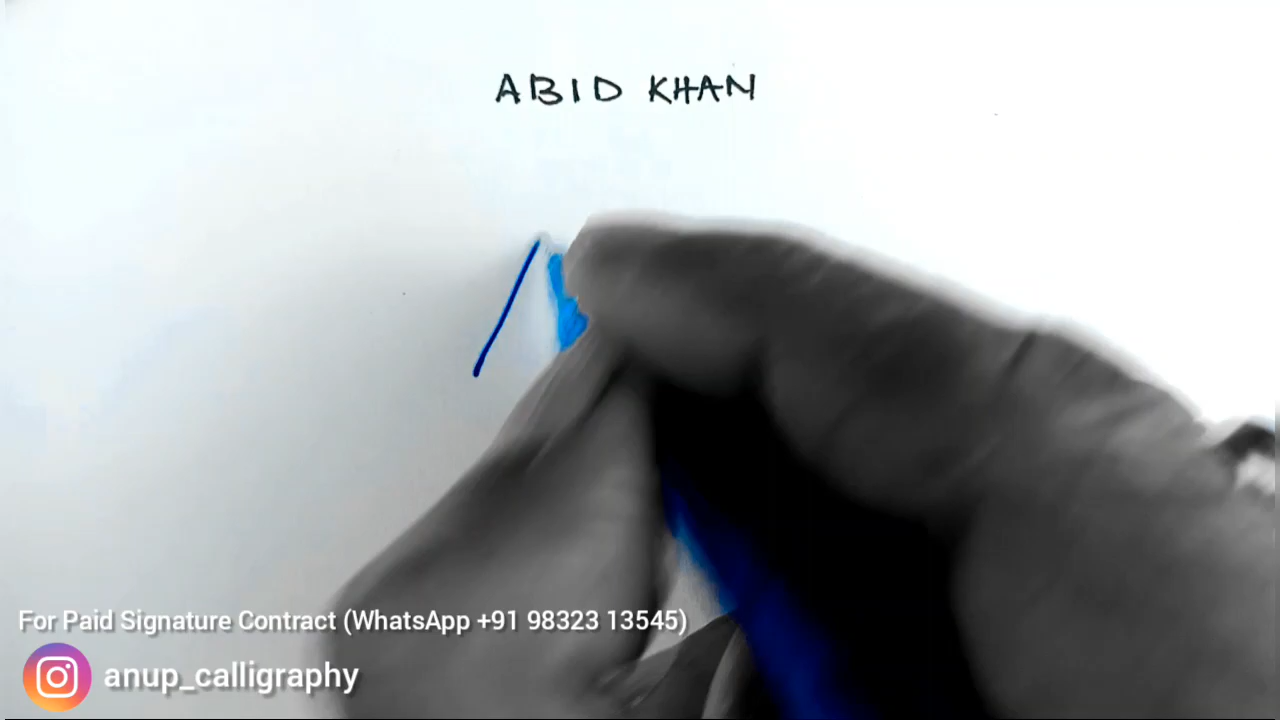 ABID KHAN
For Paid Signature Contract (WhatsApp +91 98323 13545)
anup_calligraphy